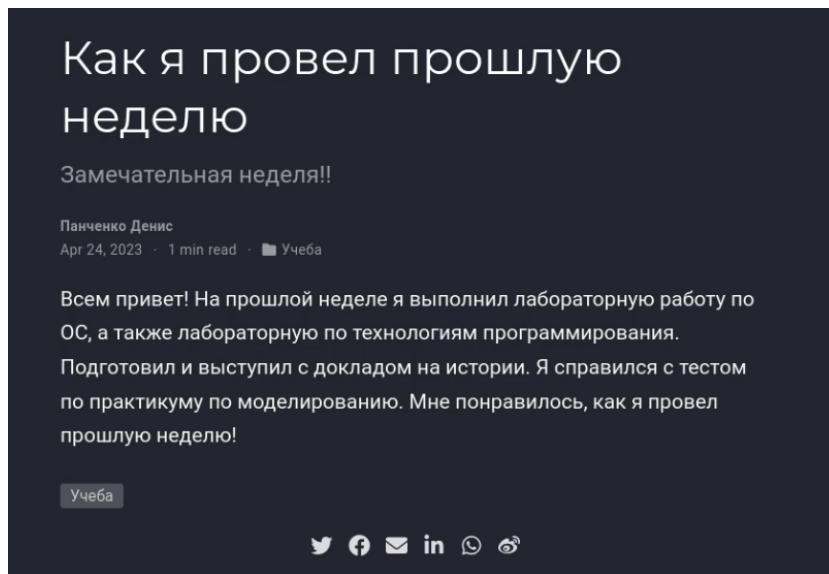 Как я провел прошлую
неделю
Замечательная неделя!!
Панченко Денис
Apr 24, 2023 · 1 min read · Учеба
Всем привет! На прошлой неделе я выполнил лабораторную работу по
ОС, а также лабораторную по технологиям программирования.
Подготовил и выступил с докладом на истории. Я справился с тестом
по практикуму по моделированию. Мне понравилось, как я провел
прошлую неделю!
Учеба